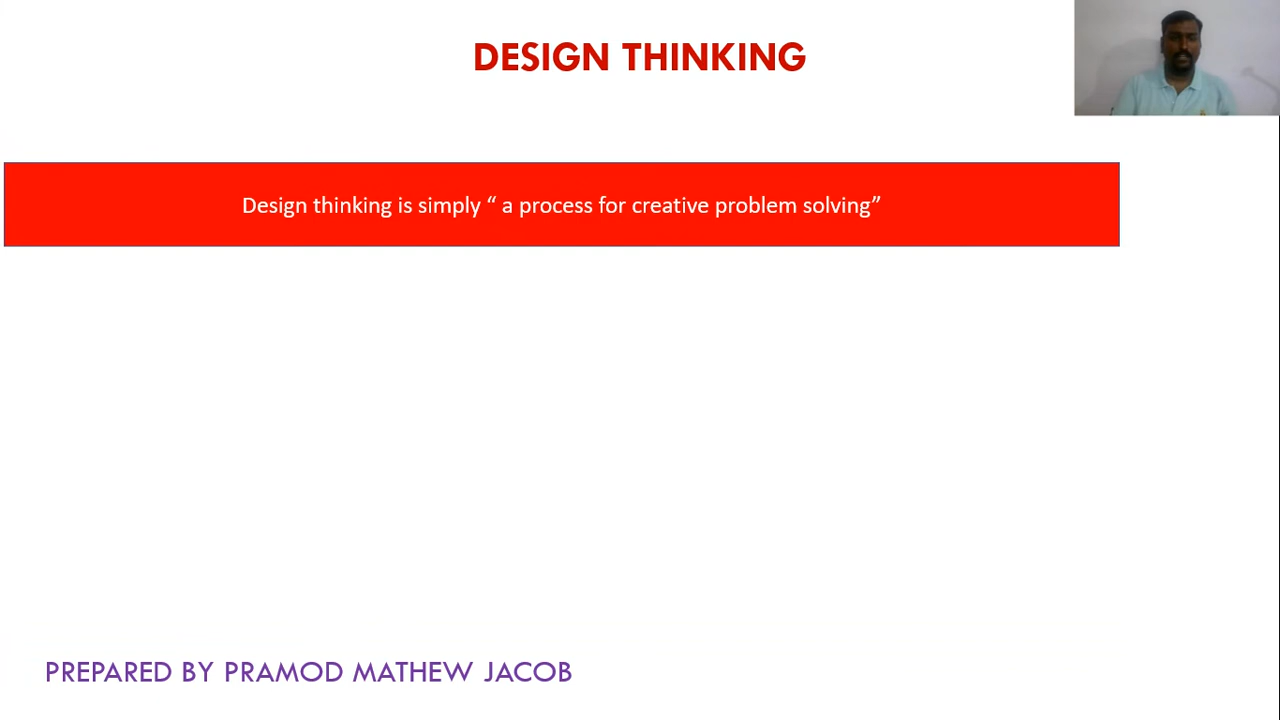 DESIGN THINKING
Design thinking is simply “ a process for creative problem solving”
PREPARED BY PRAMOD MATHEW JACOB